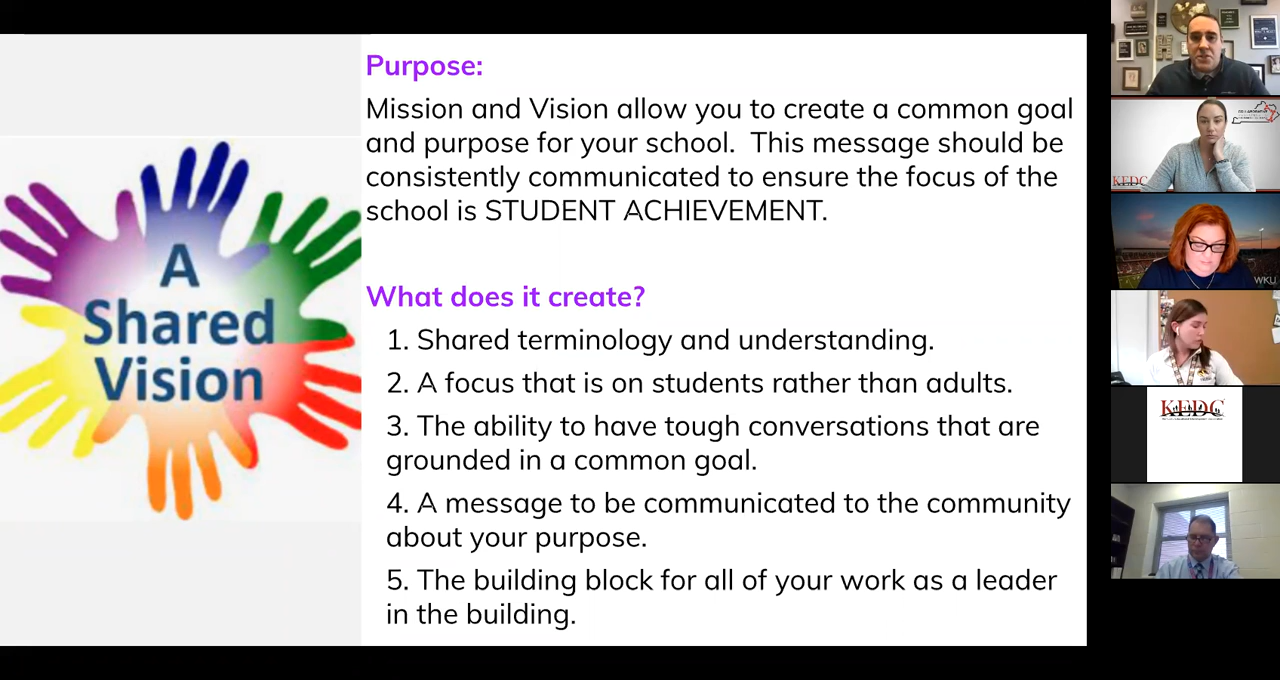 Purpose:
Mission and Vision allow you to create a common goal
and purpose for your school. This message should be
consistently communicated to ensure the focus of the
school is STUDENT ACHIEVEMENT.
A
Shared
Vision
What does it create?
1. Shared terminology and understanding.
2. A focus that is on students rather than adults.
3. The ability to have tough conversations that are
grounded in a common goal.
4. A message to be communicated to the community
about your purpose.
5. The building block for all of your work as a leader
in the building.
KEDC
WKU
KEDC